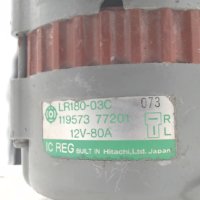 LR180-03C 073
119573 77201 R
12V-80A L
IC REG BUILT IN Hitachi, Ltd. Japan